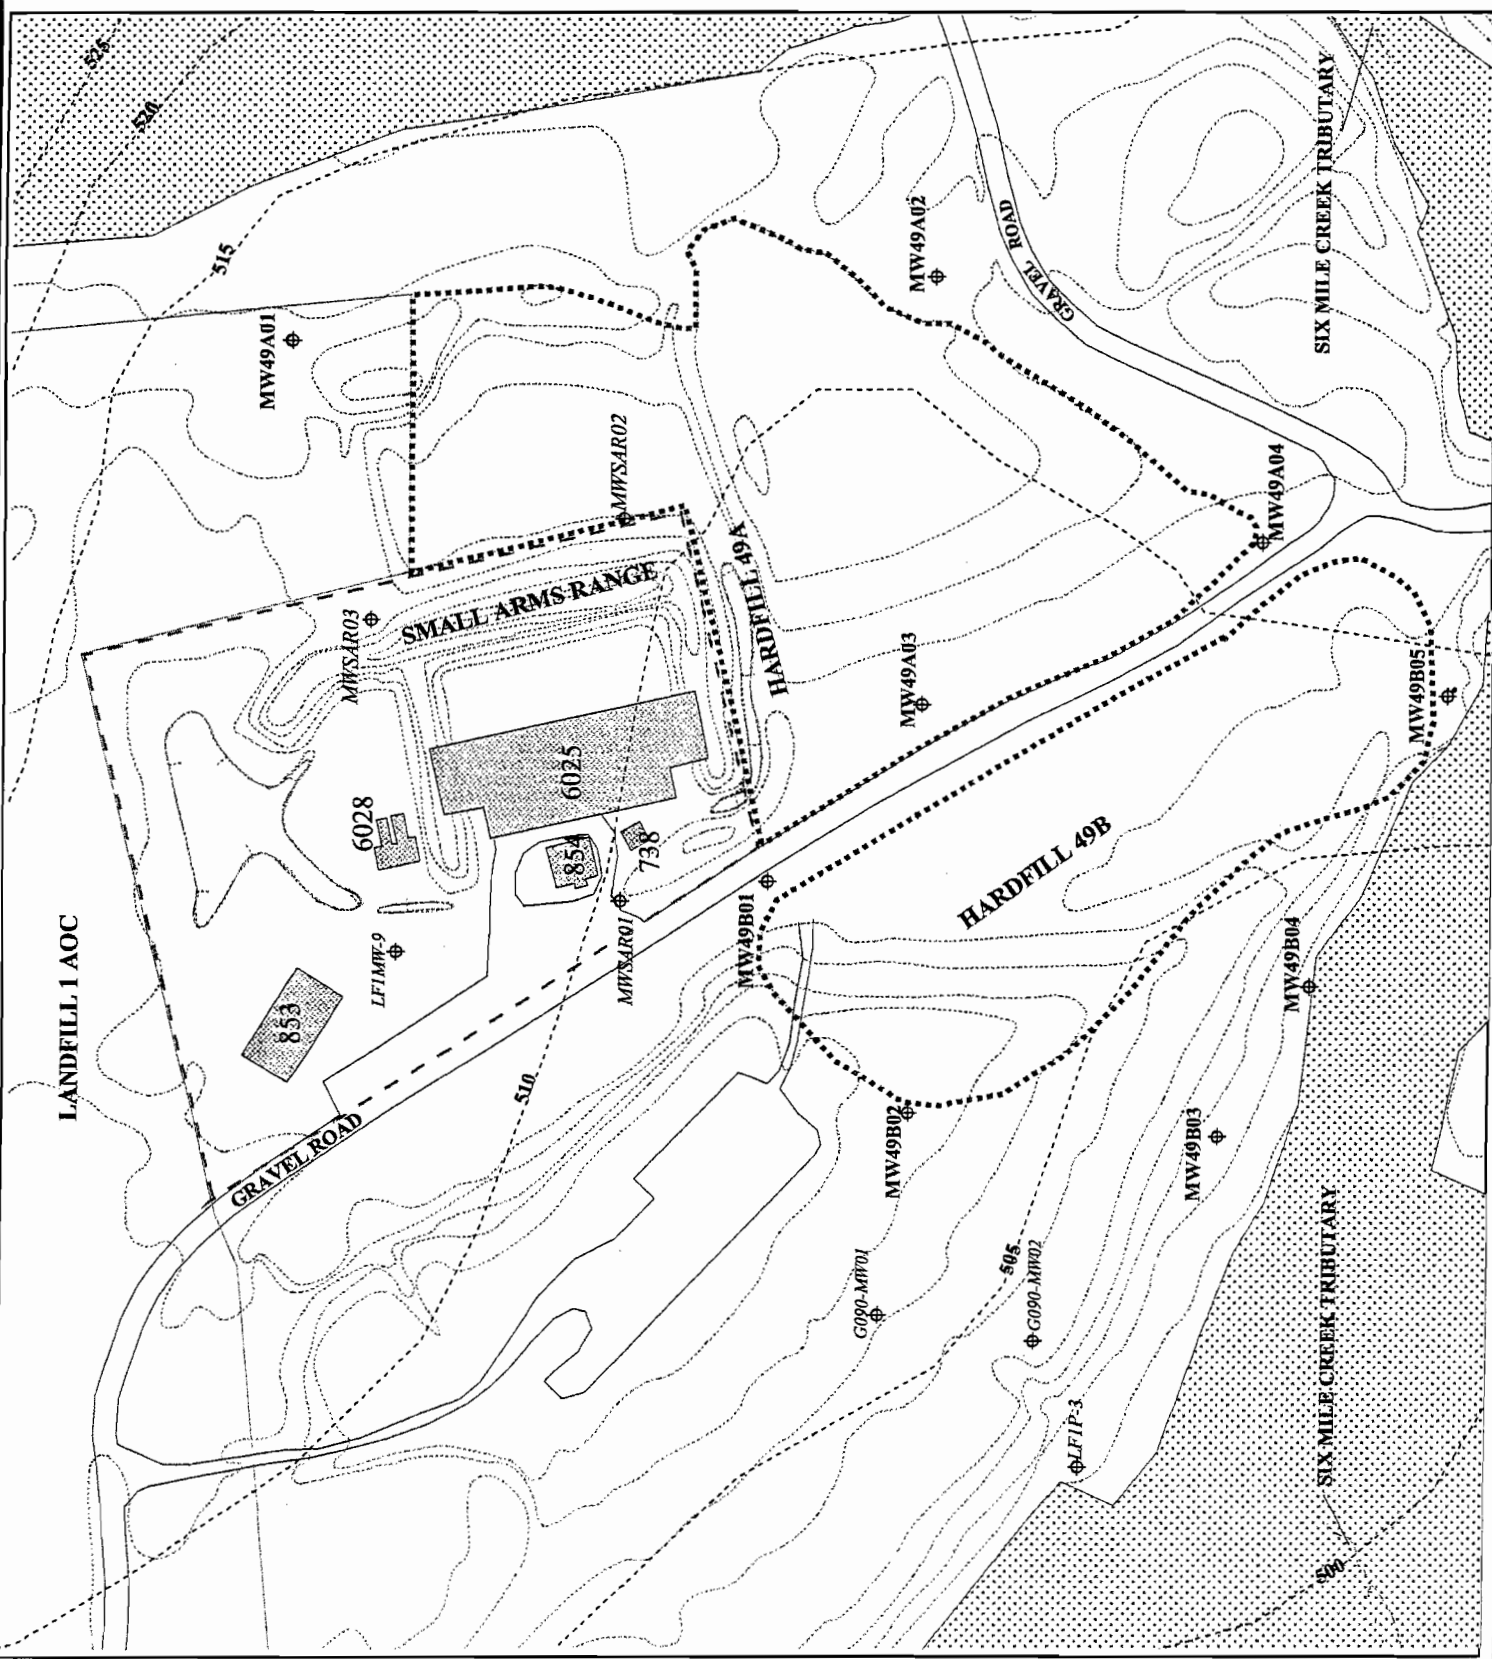 525
520
515
SIX MILE CREEK TRIBUTARY
MW49A02
GRAVEL ROAD
MW49A01
MWSAR02
MW49A04
HARDFILL 49A
SMALL ARMS RANGE
MWSAR03
MW49A03
MW49B05
6025
6028
854
738
HARDFILL 49B
LANDFILL 1 AOC
LF1MW-9
MWSAR01
MW49B01
MW49B04
853
510
GRAVEL ROAD
MW49B02
MW49B03
505
G090-MW01
G090-MW02
LF1P-3
SIX MILE CREEK TRIBUTARY
500